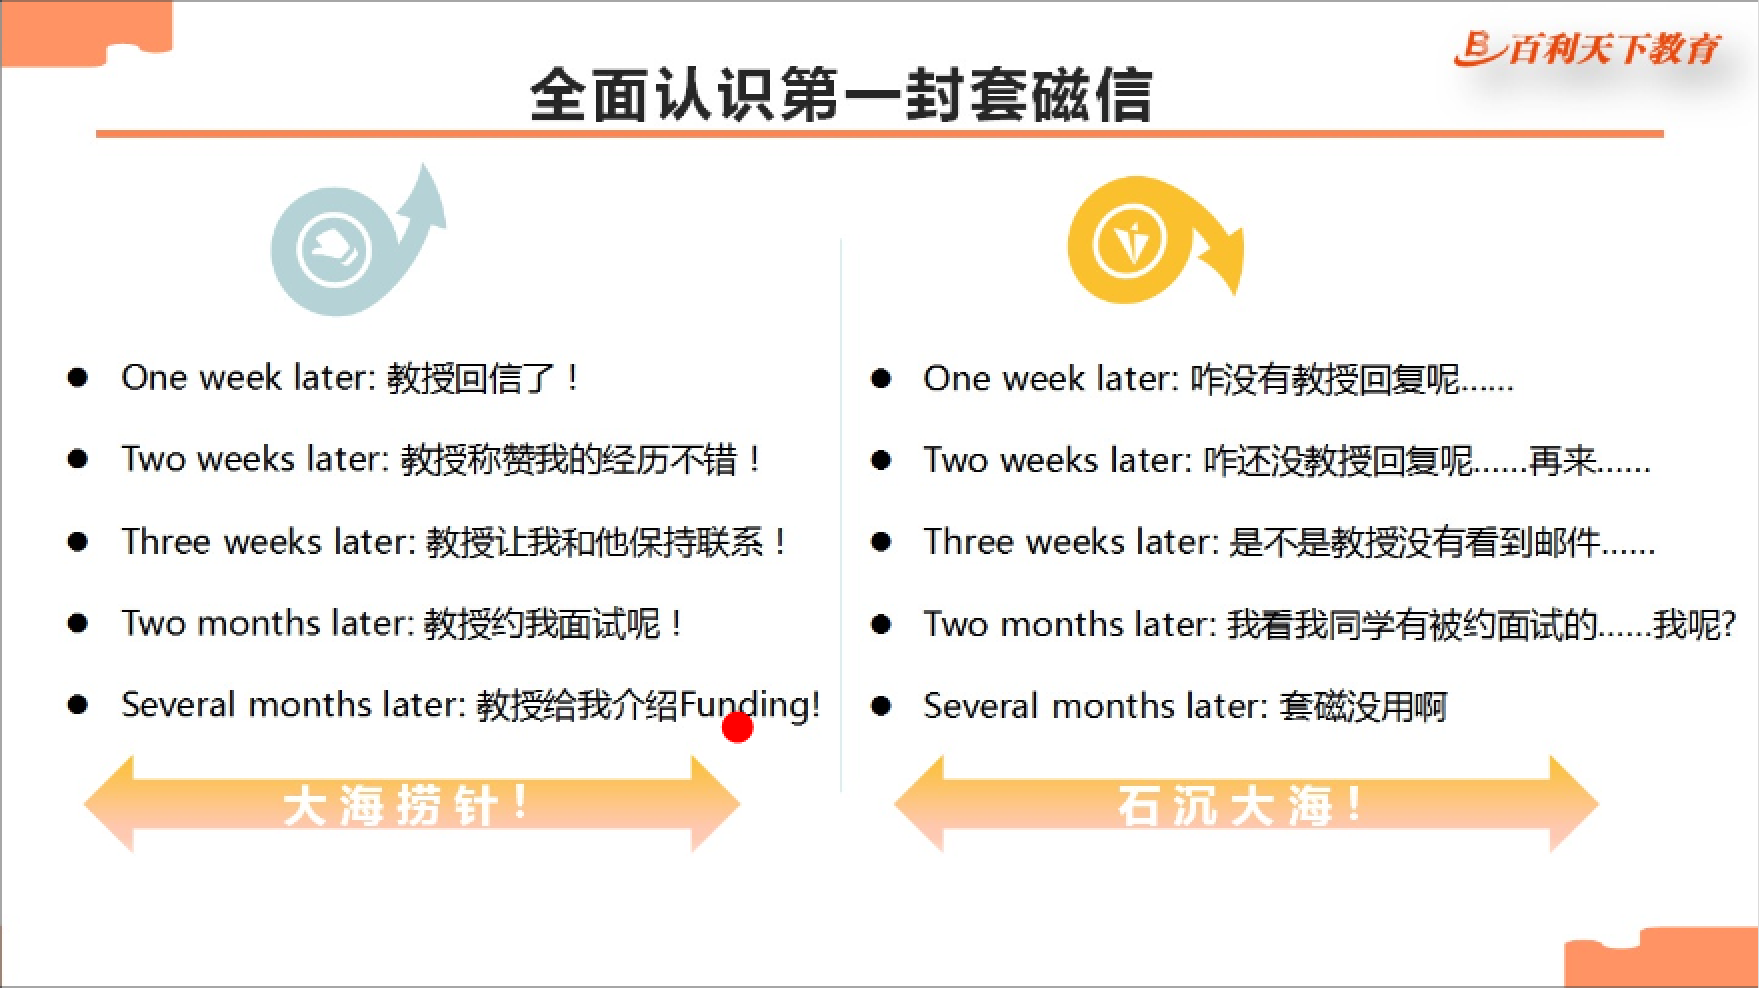 百利天下教育
全面认识第一封套磁信
One week later: 教授回信了！
Two weeks later: 教授称赞我的经历不错！
Three weeks later: 教授让我和他保持联系！
Two months later: 教授约我面试呢！
Several months later: 教授给我介绍Funding!
大海捞针！
One week later: 咋没有教授回复呢......
Two weeks later: 咋还没教授回复呢......再来......
Three weeks later: 是不是教授没有看到邮件......
Two months later: 我看我同学有被约面试的......我呢?
Several months later: 套磁没用啊
石沉大海！